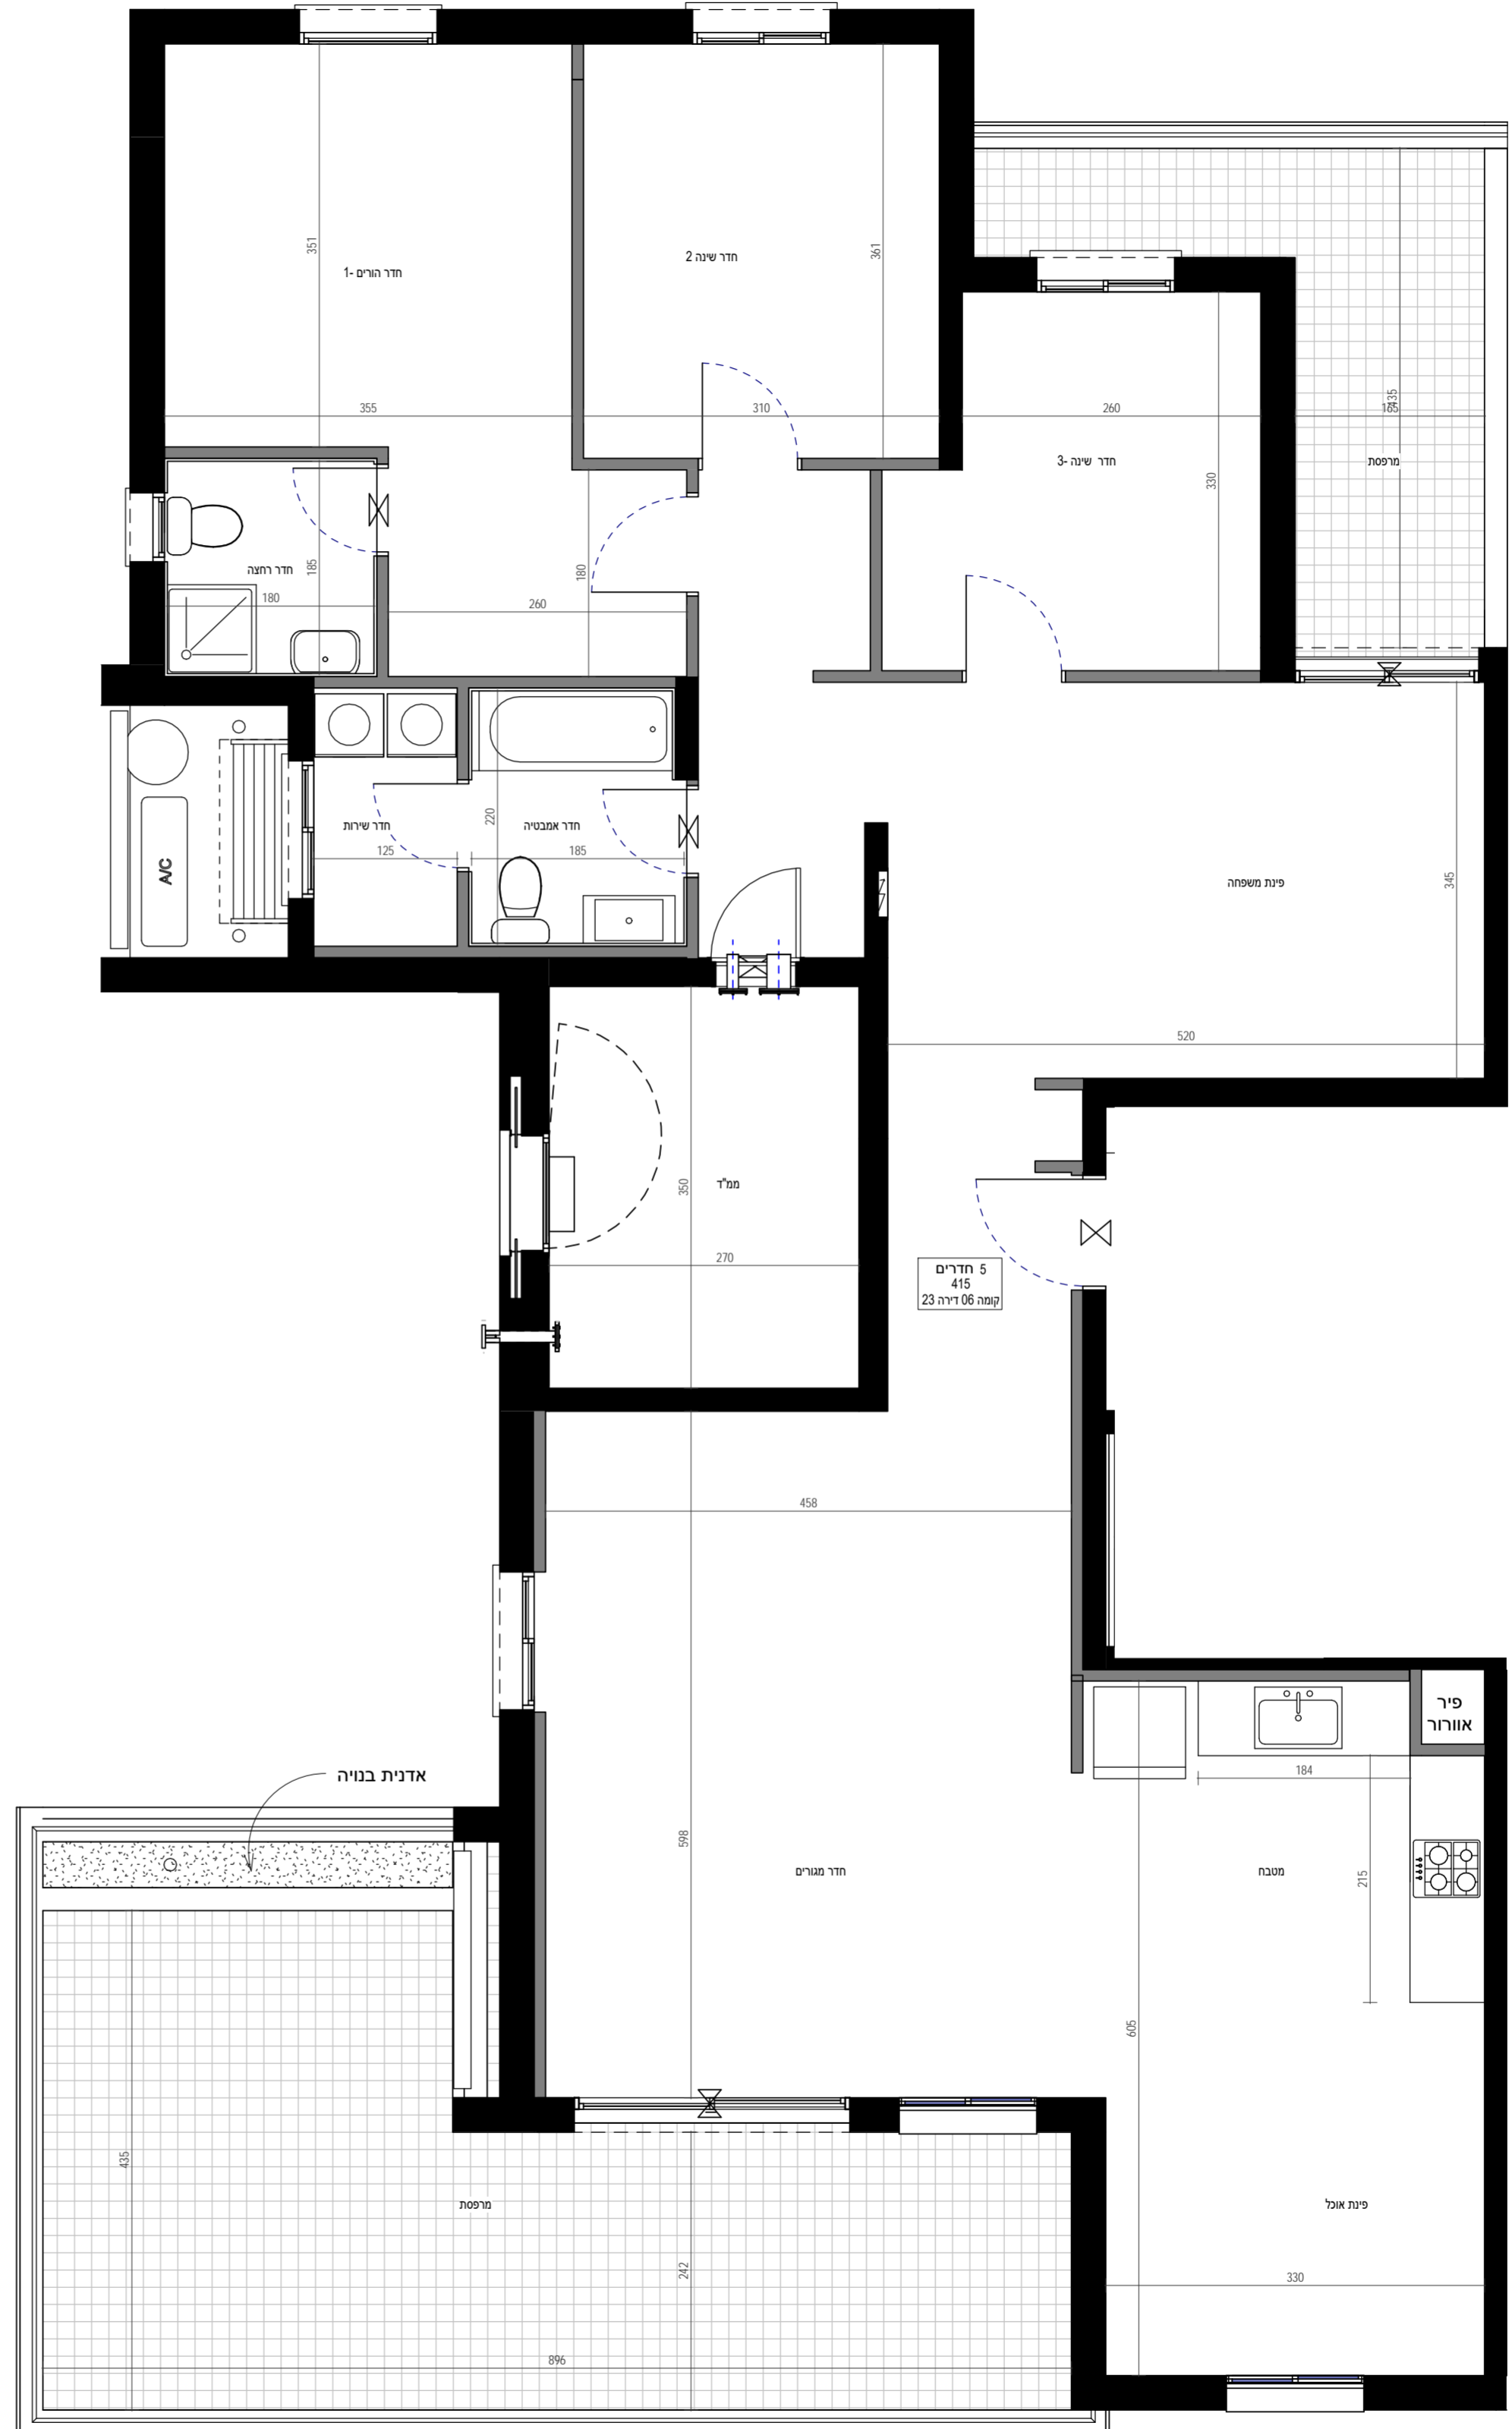 351
חדר הורים -1
חדר שינה 2
361
355
310
260
165
435
חדר שינה -3
330
מרפסת
חדר רחצה
185
180
180
260
חדר שירות
125
220
חדר אמבטיה
185
A/C
פינת משפחה
345
520
350
ממ"ד
270
5 חדרים
415
קומה 06 דירה 23
458
פיר
אוורור
184
אדנית בנויה
598
חדר מגורים
מטבח
215
605
435
מרפסת
242
896
פינת אוכל
330